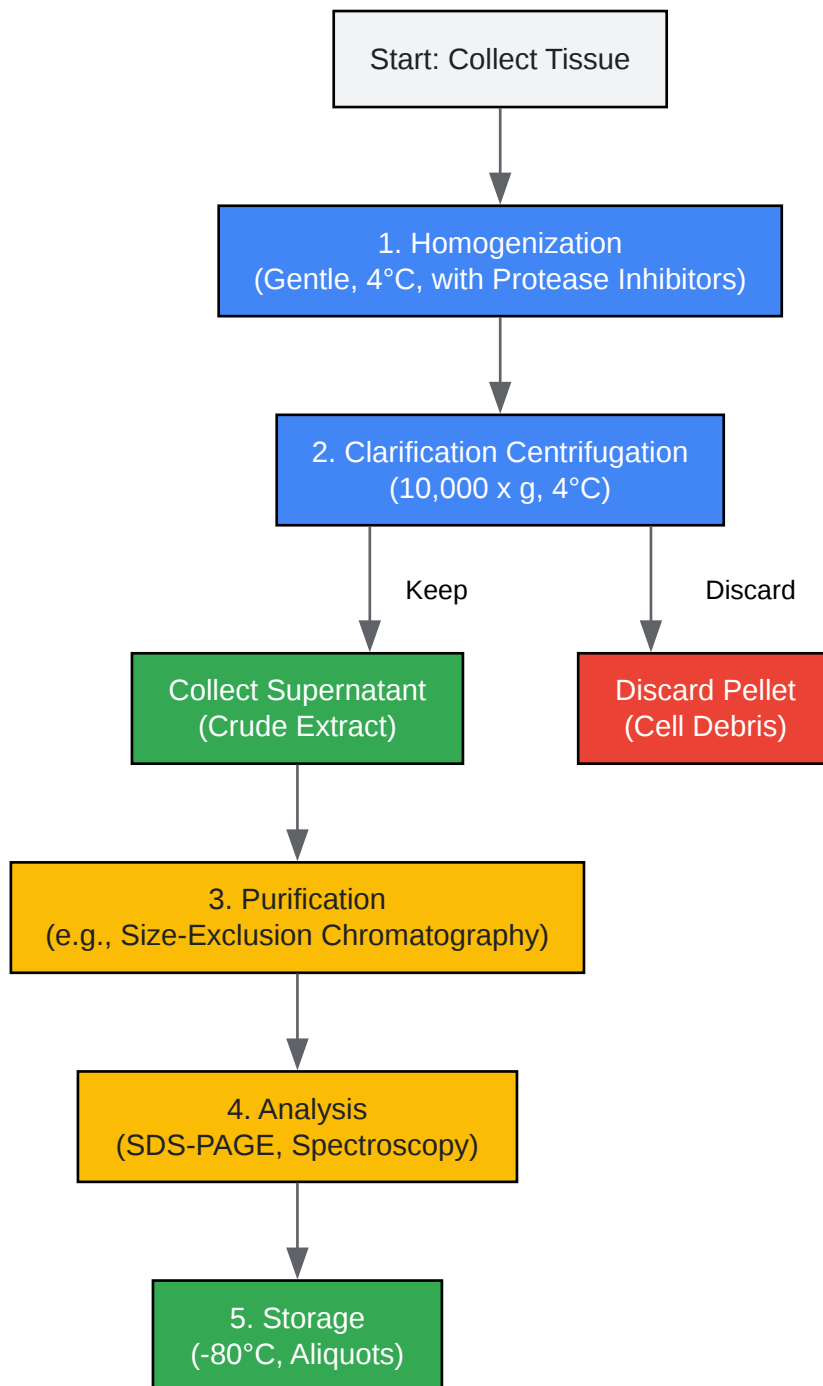 Start: Collect Tissue
1. Homogenization
(Gentle, 4°C, with Protease Inhibitors)
2. Clarification Centrifugation
(10,000 x g, 4°C)
Keep
Discard
Collect Supernatant
(Crude Extract)
Discard Pellet
(Cell Debris)
3. Purification
(e.g., Size-Exclusion Chromatography)
4. Analysis
(SDS-PAGE, Spectroscopy)
5. Storage
(-80°C, Aliquots)